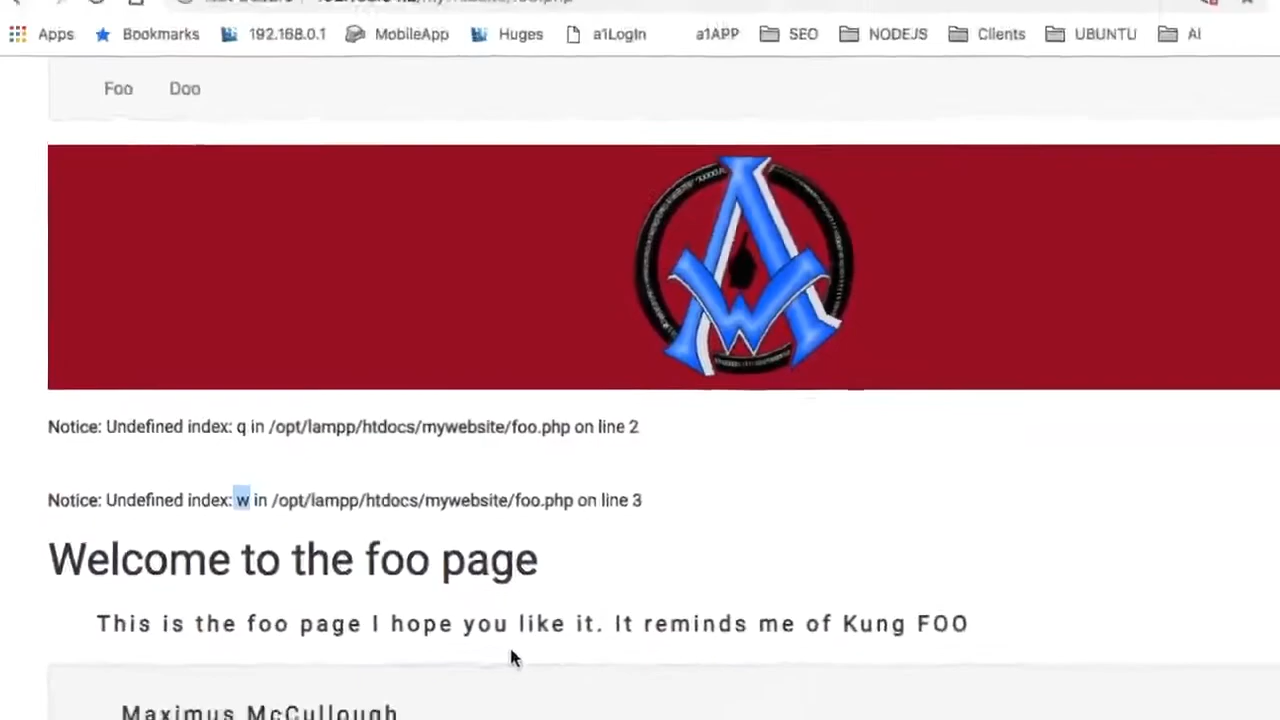 Apps Bookmarks 192.168.0.1 MobileApp Huges a1LogIn a1APP SEO NODEJS Clients UBUNTU AI
Foo Doo
Notice: Undefined index: q in /opt/lampp/htdocs/mywebsite/foo.php on line 2
Notice: Undefined index: w in /opt/lampp/htdocs/mywebsite/foo.php on line 3
Welcome to the foo page
This is the foo page I hope you like it. It reminds me of Kung FOO
Maximus McCullough